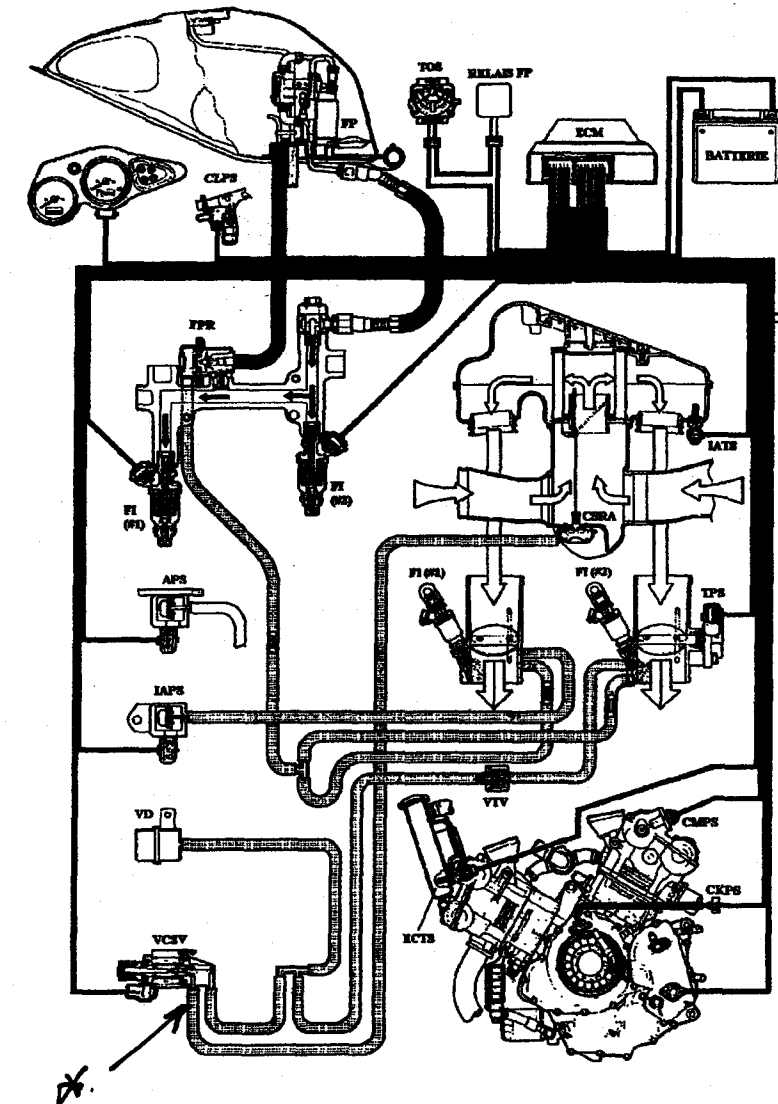 TOS
RELAIS FP
FP
ECM
BATTERIE
CLPS
FPR
IATS
FI
(#1)
FI
(#2)
CBRA
APS
FI (#1)
FI (#2)
TPS
IAPS
VTV
VD
CMPS
CKPS
ECTS
VCSV